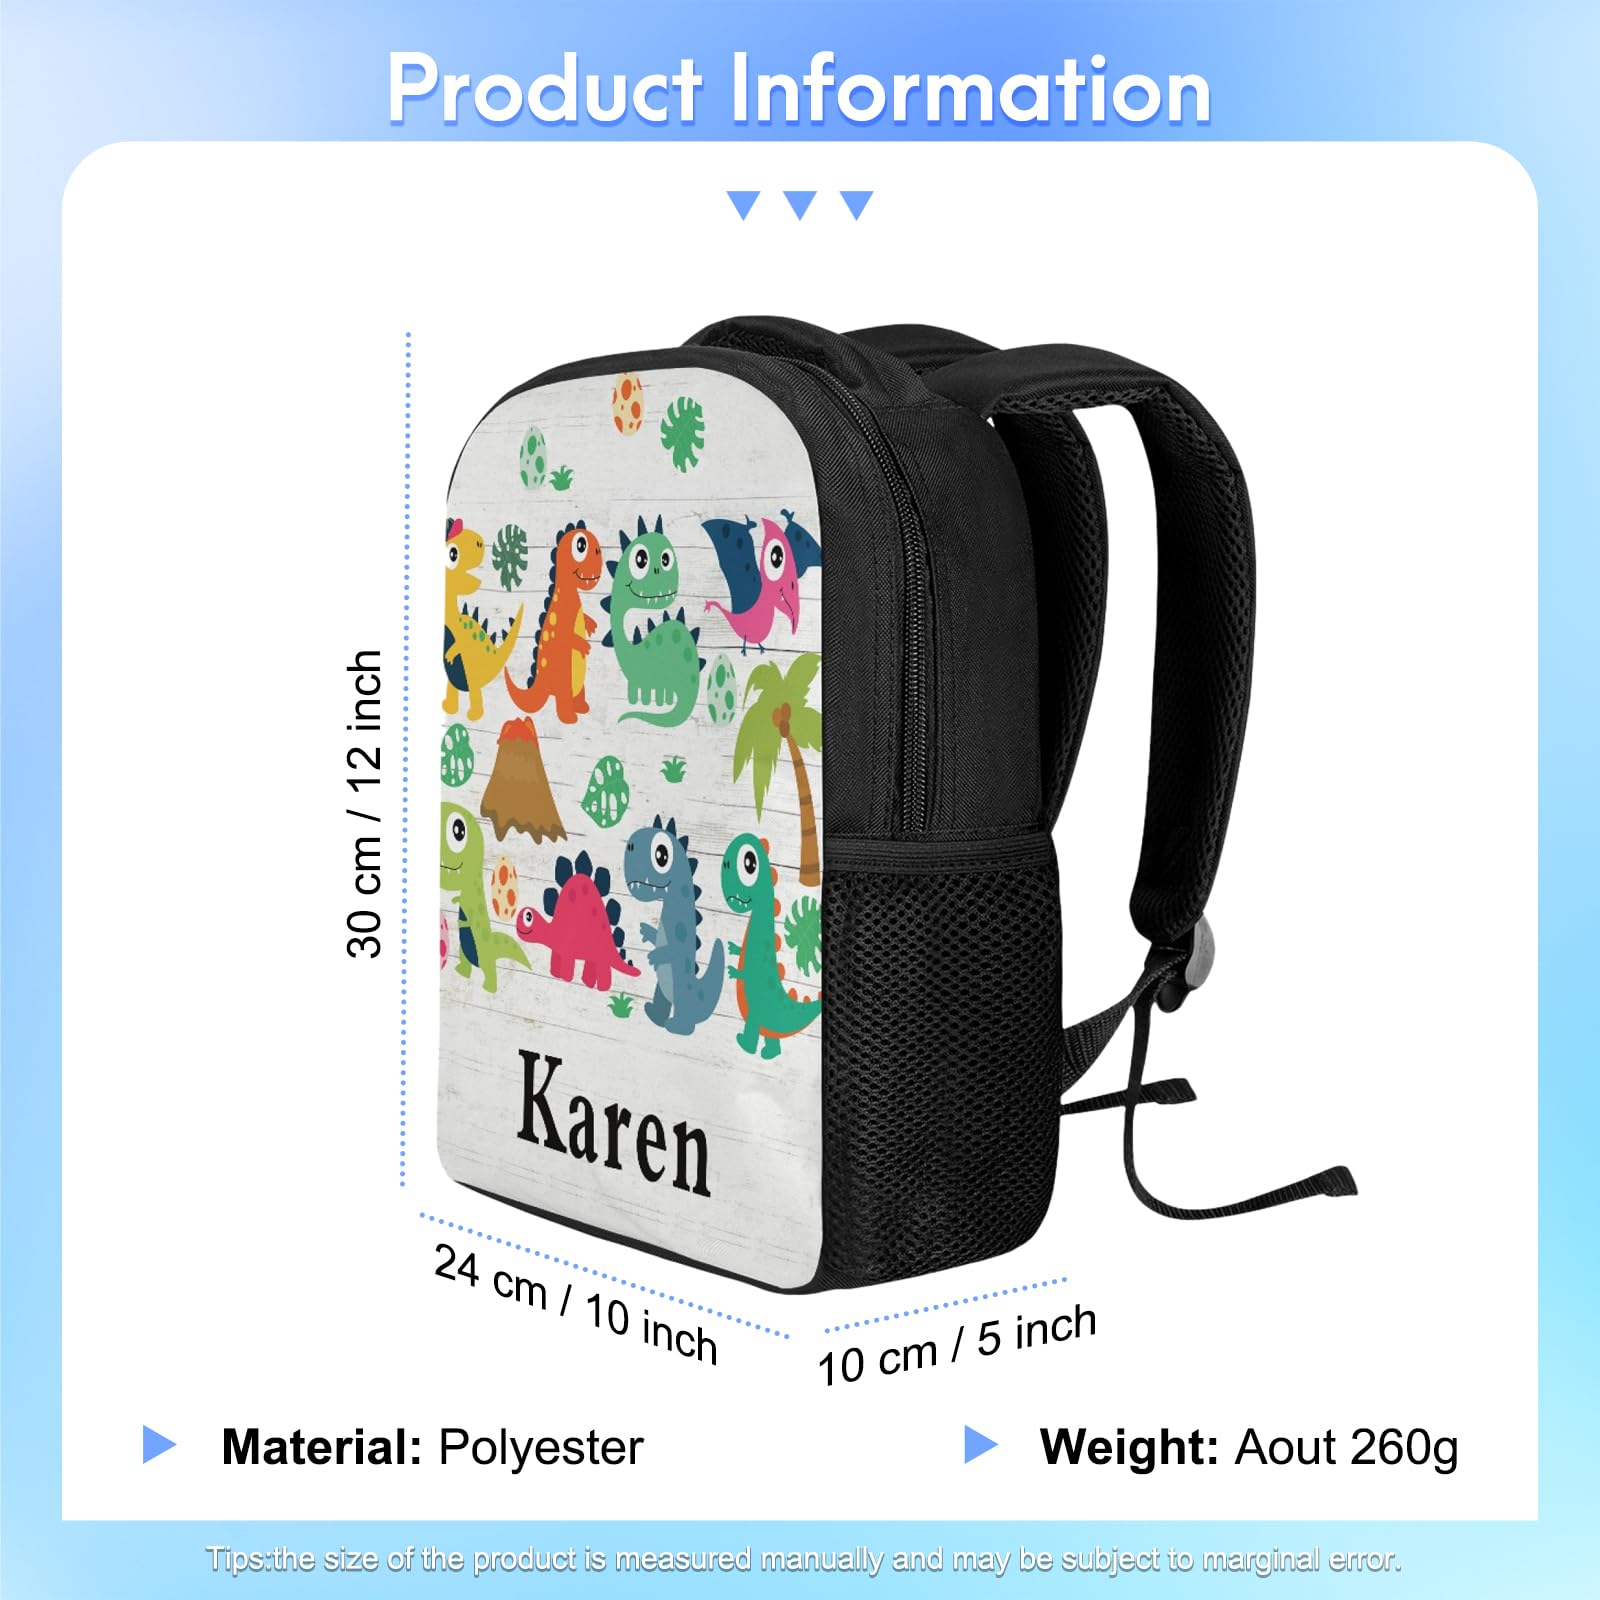 Product Information
30 cm / 12 inch
Karen
24 cm / 10 inch
10 cm / 5 inch
Material: Polyester
Weight: Aout 260g
Tips:the size of the product is measured manually and may be subject to marginal error.